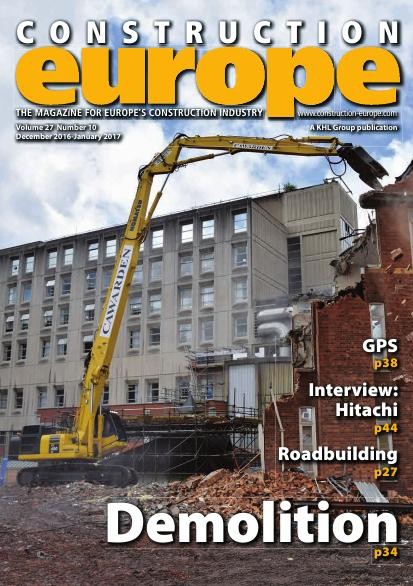 CONSTRUCTION
europe
THE MAGAZINE FOR EUROPE'S CONSTRUCTION INDUSTRY
www.construction-europe.com
Volume 27 Number 10
A KHL Group publication
December 2016-January 2017
CAWARDEN
KOMATSU
CAWARDEN
GPS
p38
Interview:
Hitachi
p44
Roadbuilding
p27
Demolition
p34